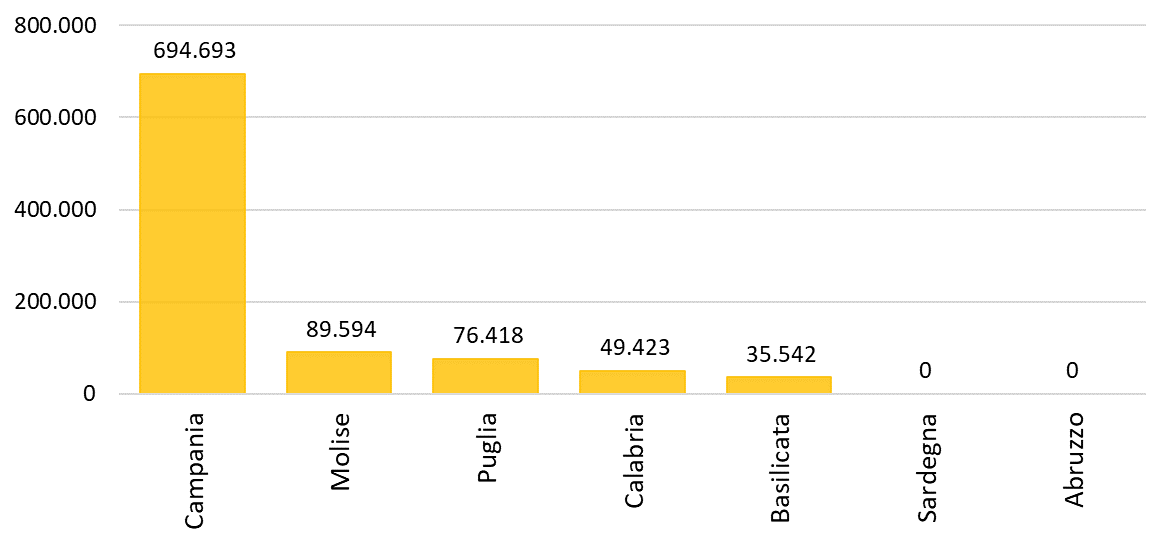 800.000
694.693
600.000
400.000
200.000
89.594
76.418
49.423
35.542
0
0
0
Campania
Molise
Puglia
Calabria
Basilicata
Sardegna
Abruzzo